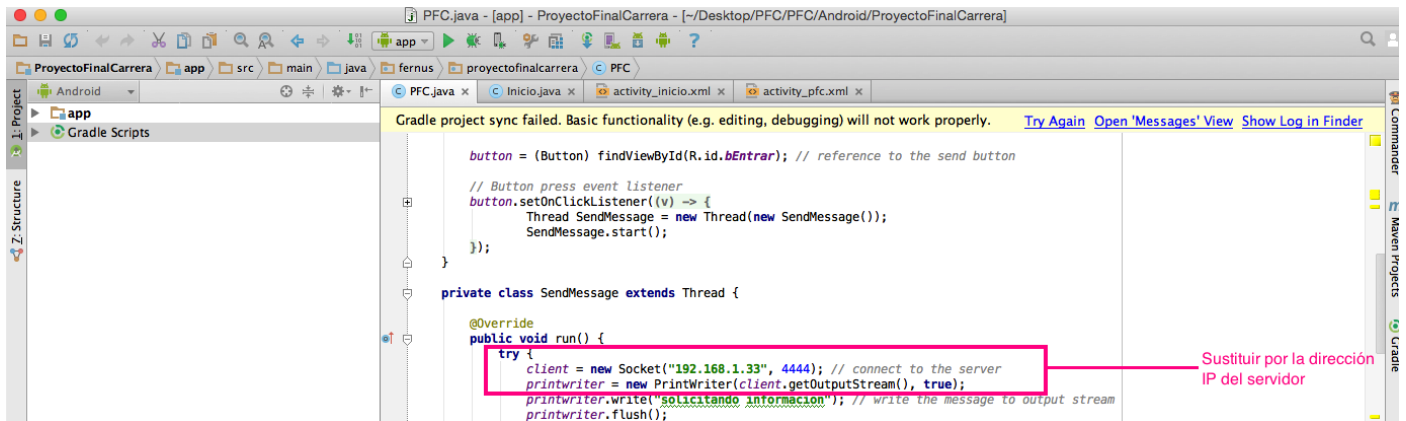 PFC.java - [app] - ProyectoFinalCarrera - [~/Desktop/PFC/PFC/Android/ProyectoFinalCarrera]
app
?
ProyectoFinalCarrera app src main java fernus proyectofinalcarrera C PFC
1: Project
Z: Structure
Android
app
Gradle Scripts
C PFC.java × C Inicio.java × activity_inicio.xml × activity_pfc.xml ×
Gradle project sync failed. Basic functionality (e.g. editing, debugging) will not work properly. Try Again Open 'Messages' View Show Log in Finder
button = (Button) findViewById(R.id.bEntrar); // reference to the send button
// Button press event listener
button.setOnClickListener((v) -> {
Thread SendMessage = new Thread(new SendMessage());
SendMessage.start();
});
}
private class SendMessage extends Thread {
@Override
public void run() {
try {
client = new Socket("192.168.1.33", 4444); // connect to the server
printwriter = new PrintWriter(client.getOutputStream(), true);
printwriter.write("solicitando informacion"); // write the message to output stream
printwriter.flush();
Sustituir por la dirección
IP del servidor
Commander
m Maven Projects
Gradle